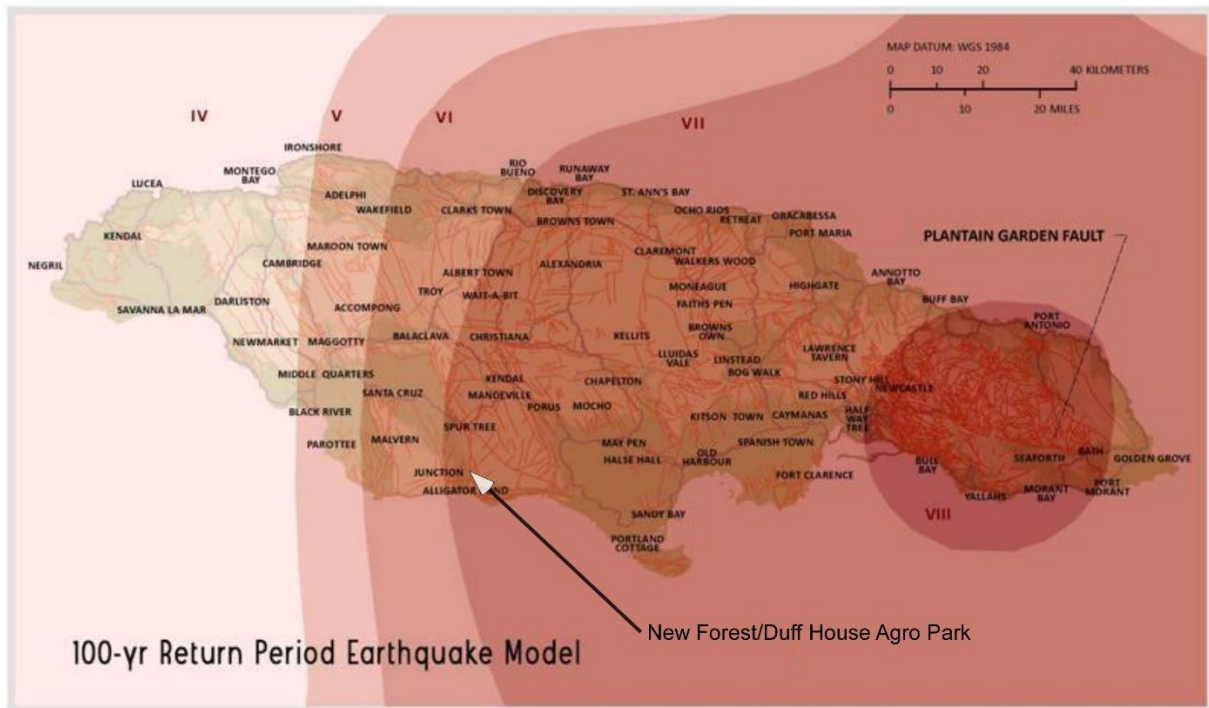 MAP DATUM: WGS 1984
0 10 20 40 KILOMETERS
0 10 20 MILES
IV
V
VI
VII
IRONSHORE
MONTEGO
BAY
LUCEA
RIO
BUENO
RUNAWAY
BAY
DISCOVERY
BAY
ST. ANN'S BAY
ADELPHI
WAKEFIELD
CLARKS TOWN
BROWNS TOWN
OCHO RIOS
RETREAT
ORACABESSA
PORT MARIA
PLANTAIN GARDEN FAULT
KENDAL
MAROON TOWN
CAMBRIDGE
NEGRIL
ALBERT TOWN
ALEXANDRIA
CLAREMONT
WALKERS WOOD
ANNOTTO
BAY
BUFF BAY
SAVANNA LA MAR
DARLISTON
ACCOMPONG
TROY
WAIT-A-BIT
MONEAGUE
FAITHS PEN
HIGHGATE
PORT
ANTONIO
NEWMARKET
MAGGOTTY
BALACLAVA
CHRISTIANA
KELLITS
BROWNS
OWN
LLUIDAS
VALE
LINSTEAD
BOG WALK
LAWRENCE
TAVERN
MIDDLE QUARTERS
SANTA CRUZ
KENDAL
MANDEVILLE
CHAPELTON
STONY HILL
NEWCASTLE
BLACK RIVER
PORUS
MOCHO
RED HILLS
KITSON TOWN
CAYMANAS
HALF
WAY
TREE
PAROTTEE
MALVERN
SPUR TREE
MAY PEN
HALSE HALL
OLD
HARBOUR
SPANISH TOWN
FORT CLARENCE
BULL
BAY
SEAFORTH
BATH
GOLDEN GROVE
JUNCTION
ALLIGATOR
YALLAHS
MORANT
BAY
PORT
MORANT
SANDY BAY
VIII
PORTLAND
COTTAGE
New Forest/Duff House Agro Park
100-yr Return Period Earthquake Model